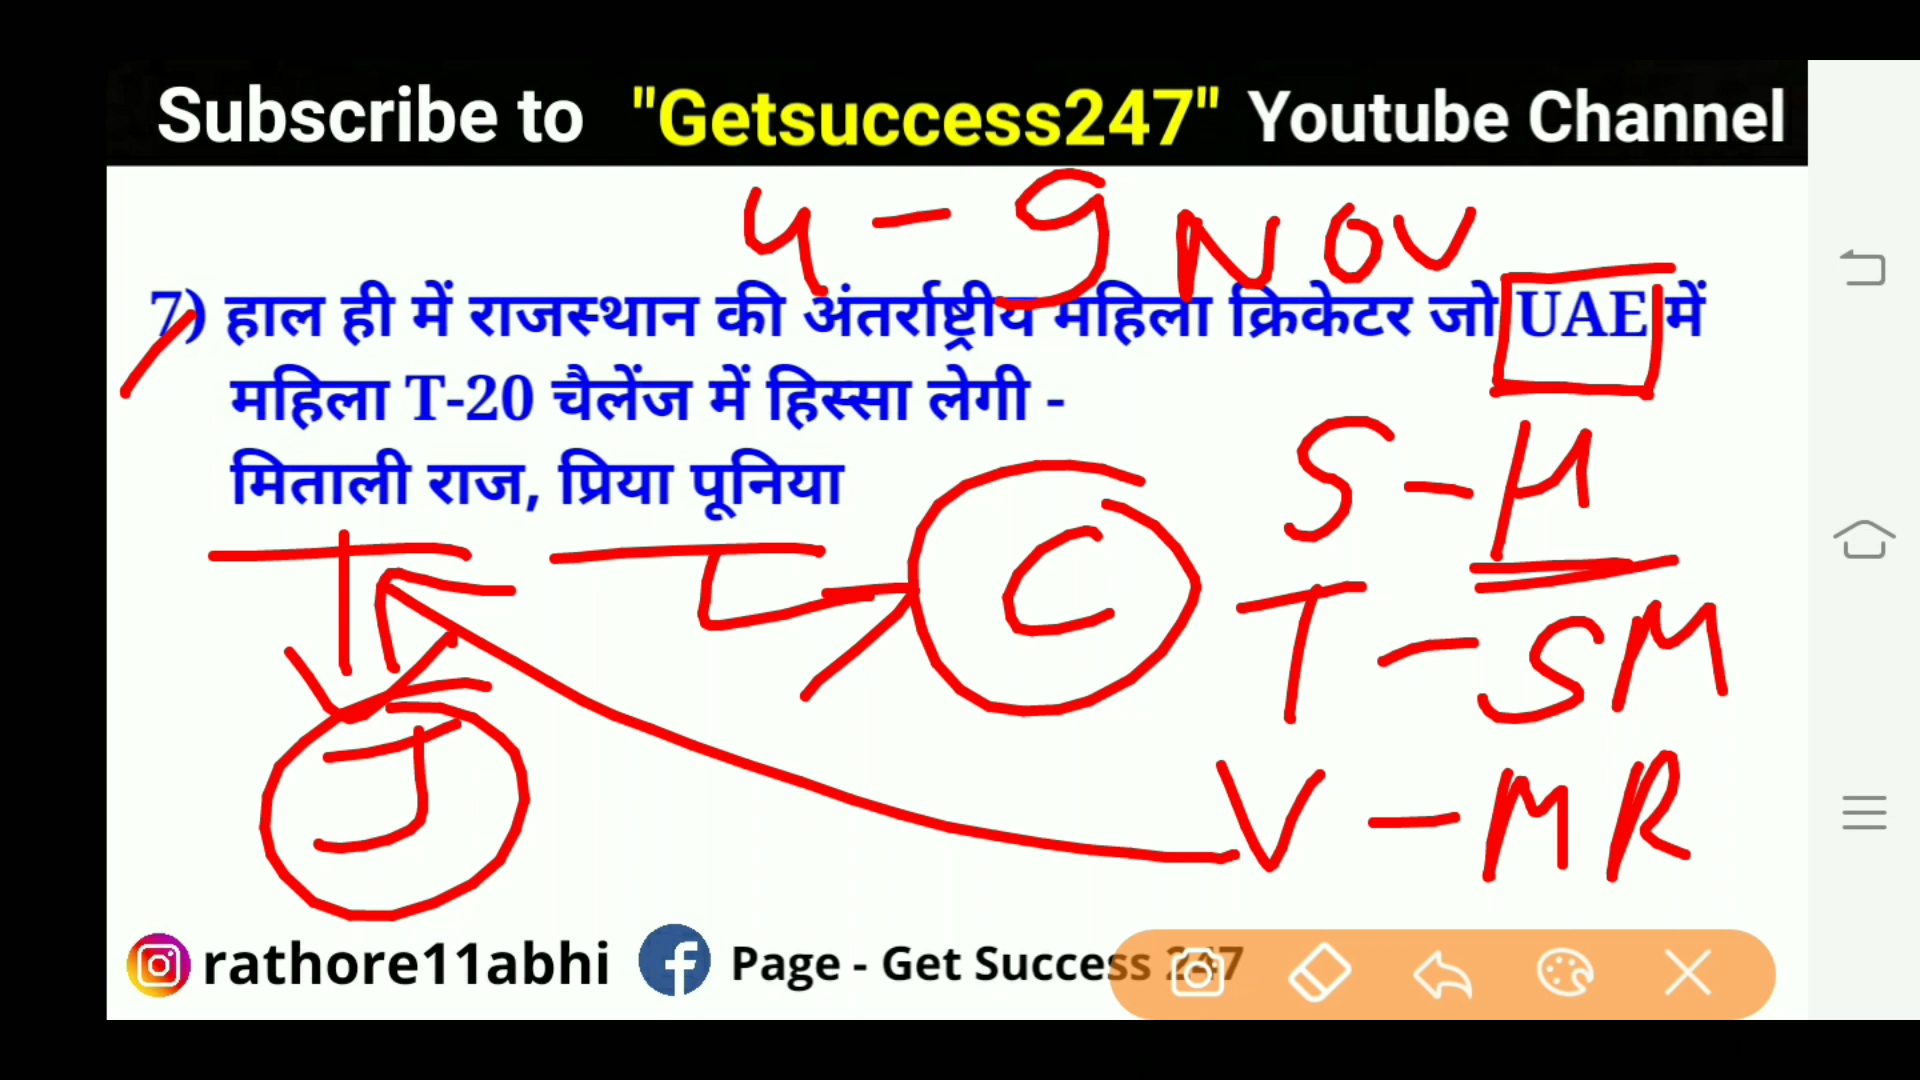 Subscribe to "Getsuccess247" Youtube Channel
4 - 9 NOV
7) हाल ही में राजस्थान की अंतर्राष्ट्रीय महिला क्रिकेटर जो UAE में
महिला T-20 चैलेंज में हिस्सा लेगी -
मिताली राज, प्रिया पूनिया
S - M
C
T - SM
J
V - MR
rathore11abhi Page - Get Success 247